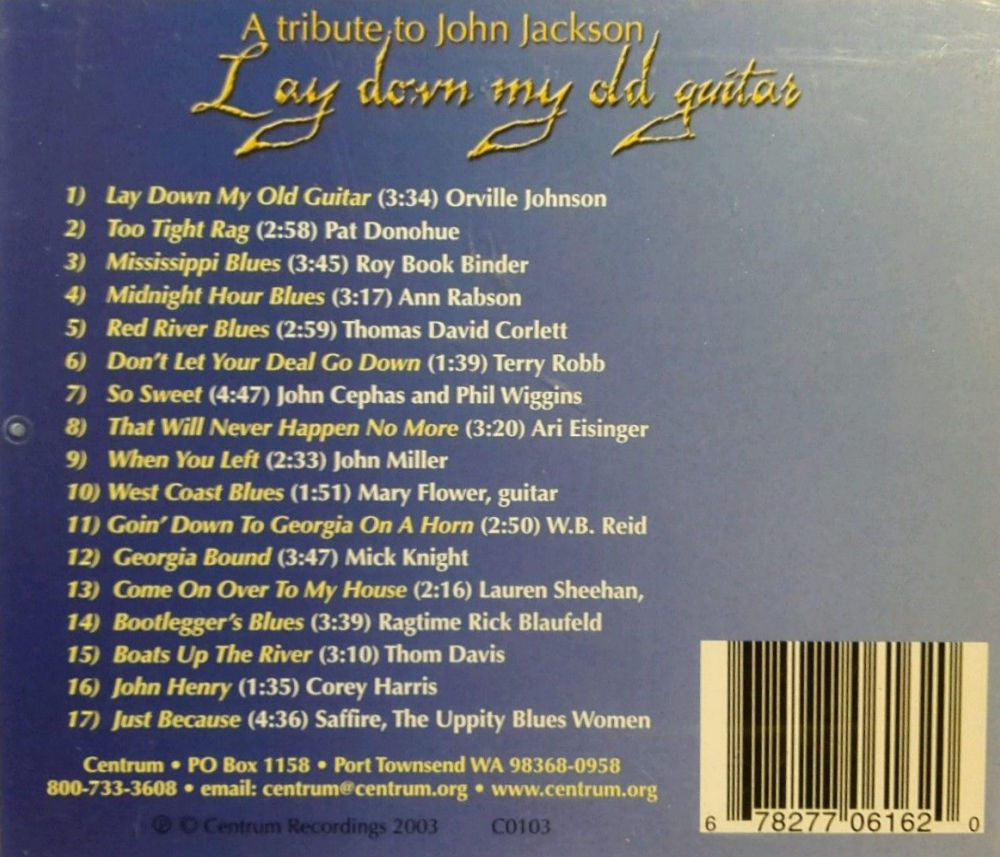 A tribute to John Jackson
Lay down my old guitar
1) Lay Down My Old Guitar (3:34) Orville Johnson
2) Too Tight Rag (2:58) Pat Donohue
3) Mississippi Blues (3:45) Roy Book Binder
4) Midnight Hour Blues (3:17) Ann Rabson
5) Red River Blues (2:59) Thomas David Corlett
6) Don't Let Your Deal Go Down (1:39) Terry Robb
7) So Sweet (4:47) John Cephas and Phil Wiggins
8) That Will Never Happen No More (3:20) Ari Eisinger
9) When You Left (2:33) John Miller
10) West Coast Blues (1:51) Mary Flower, guitar
11) Goin' Down To Georgia On A Horn (2:50) W.B. Reid
12) Georgia Bound (3:47) Mick Knight
13) Come On Over To My House (2:16) Lauren Sheehan,
14) Bootlegger's Blues (3:39) Ragtime Rick Blaufeld
15) Boats Up The River (3:10) Thom Davis
16) John Henry (1:35) Corey Harris
17) Just Because (4:36) Saffire, The Uppity Blues Women
Centrum • PO Box 1158 • Port Townsend WA 98368-0958
800-733-3608 • email: centrum@centrum.org • www.centrum.org
℗ © Centrum Recordings 2003 C0103
6 78277 06162 0